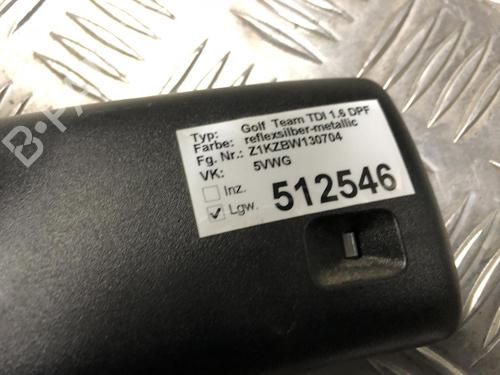 Typ: Golf Team TDI 1.6 DPF
Farbe: reflexsilber-metallic
Fg. Nr.: Z1KZBW130704
VK: 5VWG
Inz.
Lgw. 512546